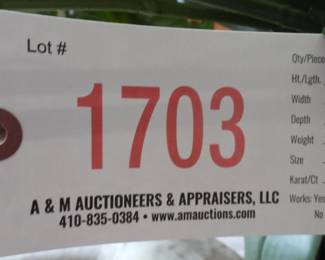 Lot #
1703
A & M AUCTIONEERS & APPRAISERS, LLC
410-835-0384 • www.amauctions.com
Qty/Piece
Ht./Lgth.
Width
Depth
Weight
Size
Karat/Ct
Works: Yes
No